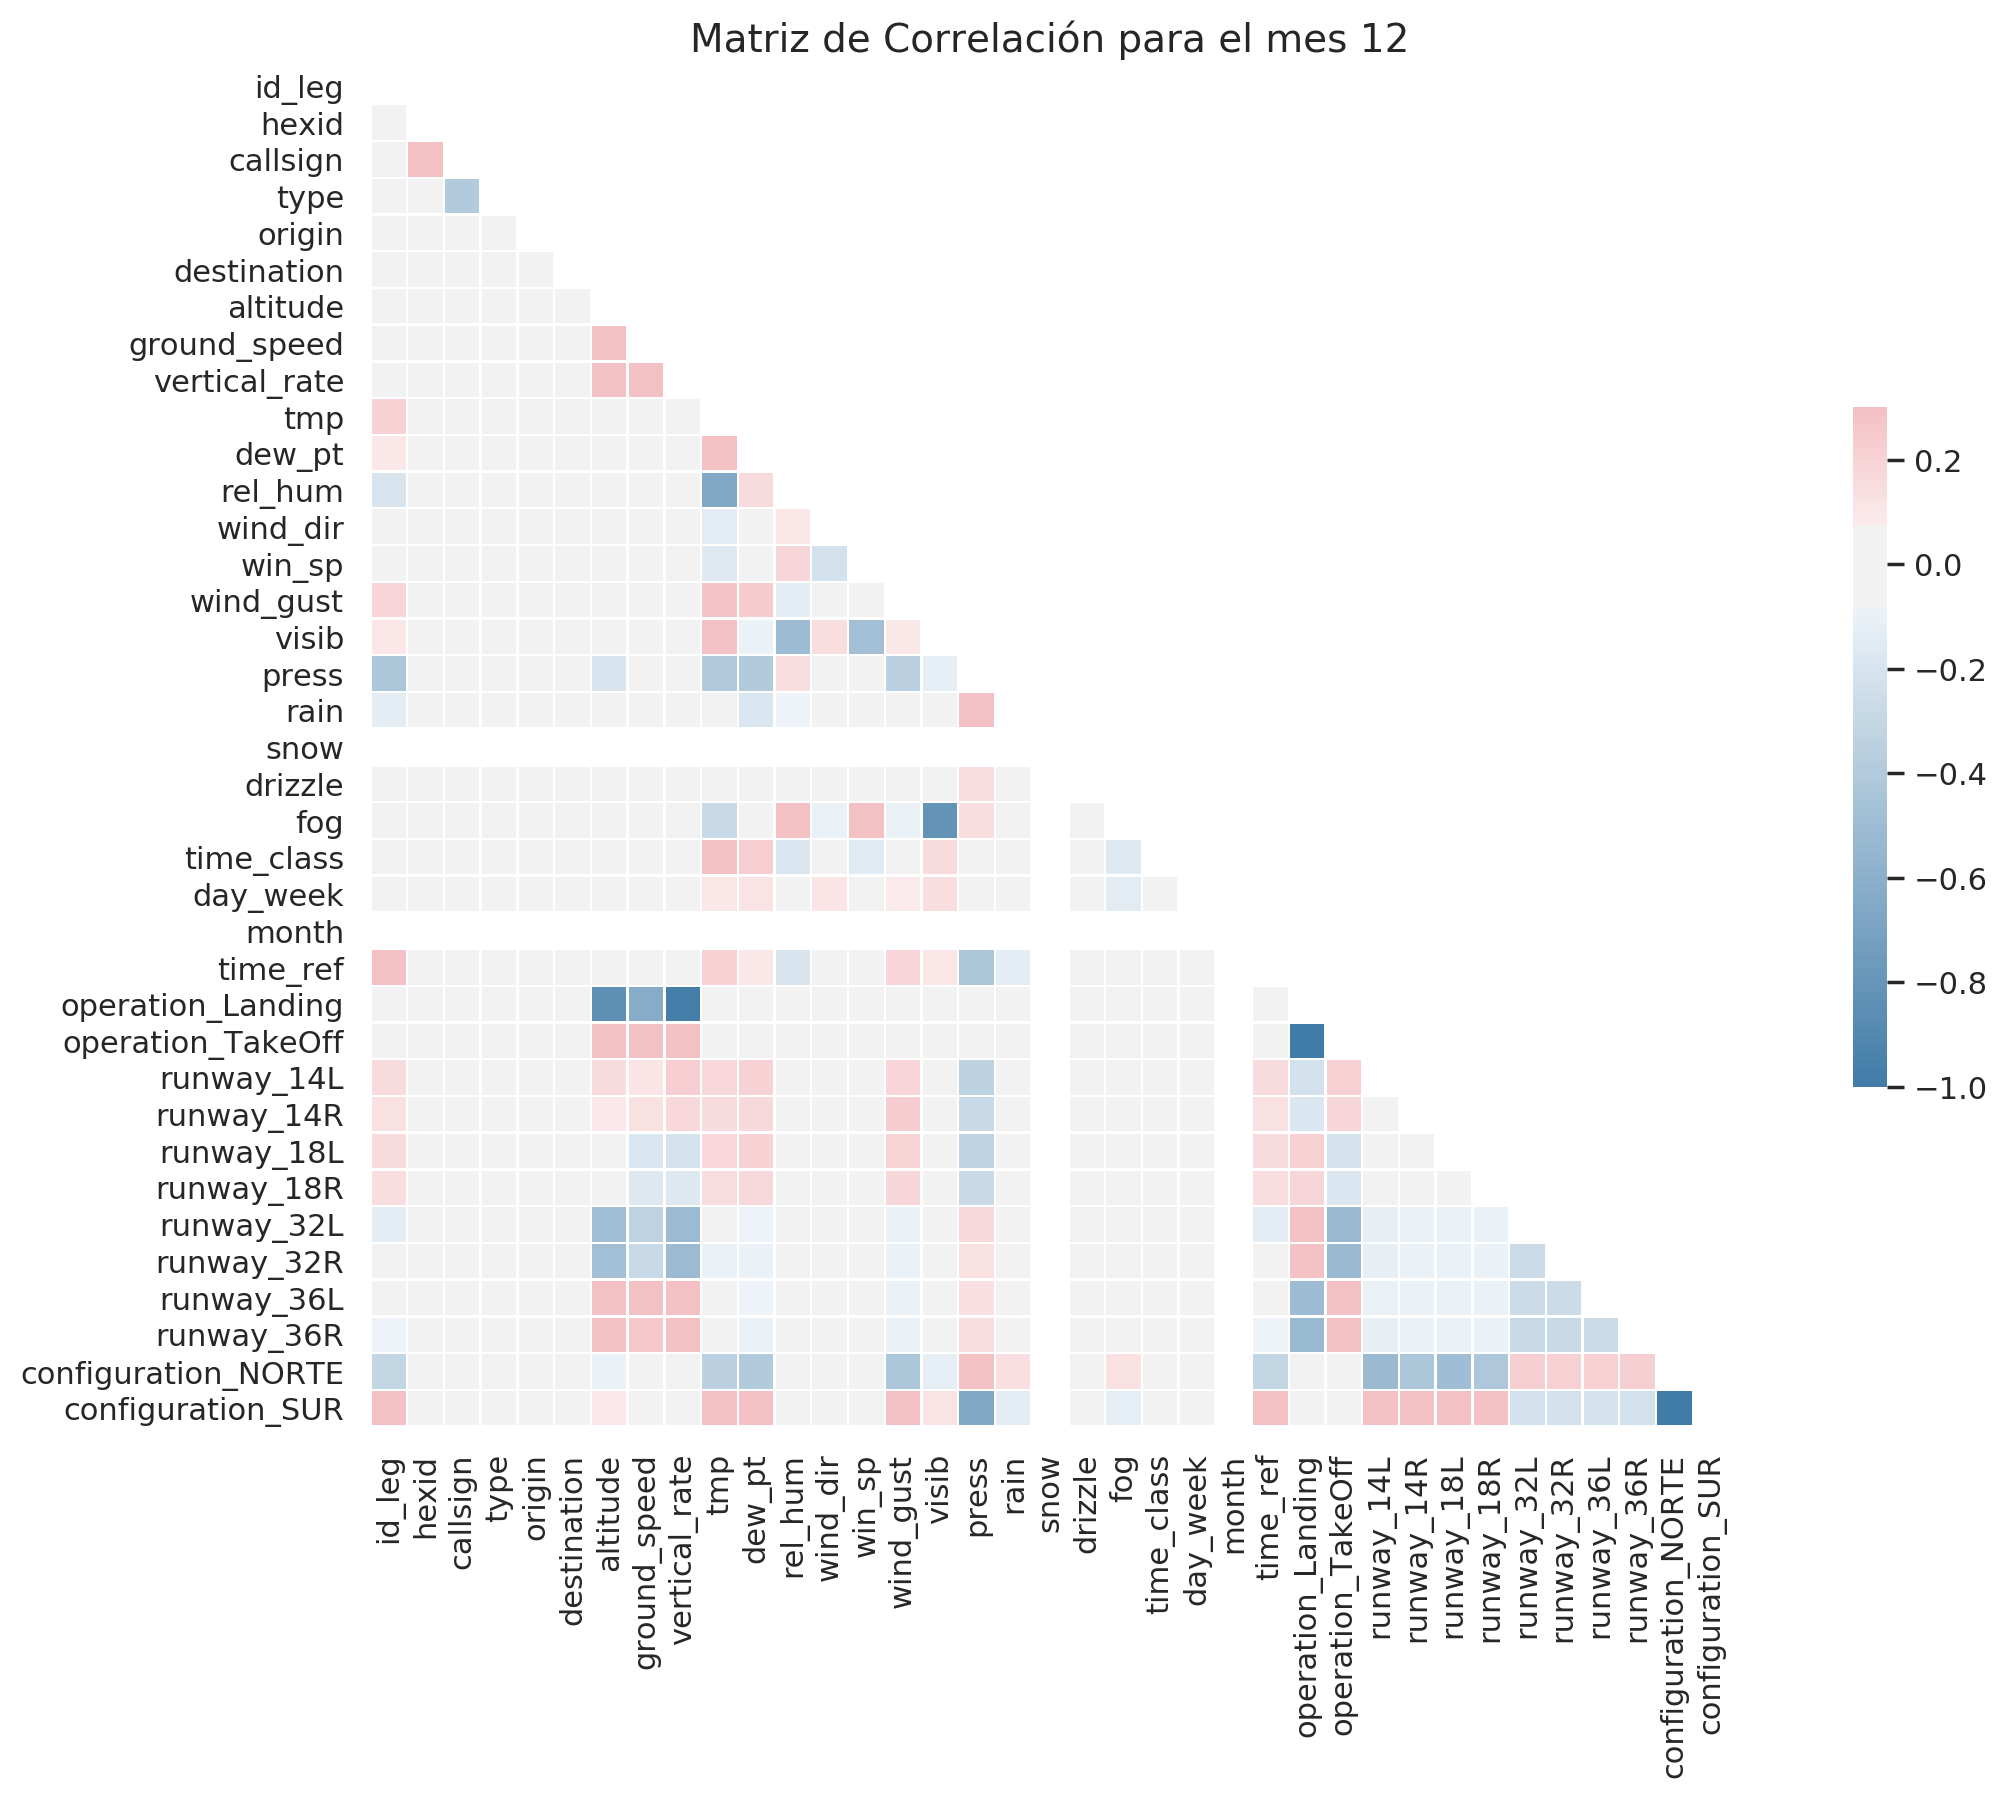 Matriz de Correlación para el mes 12
id_leg
hexid
callsign
type
origin
destination
altitude
ground_speed
vertical_rate
tmp
dew_pt
rel_hum
wind_dir
win_sp
wind_gust
visib
press
rain
snow
drizzle
fog
time_class
day_week
month
time_ref
operation_Landing
operation_TakeOff
runway_14L
runway_14R
runway_18L
runway_18R
runway_32L
runway_32R
runway_36L
runway_36R
configuration_NORTE
configuration_SUR
id_leg
hexid
callsign
type
origin
destination
altitude
ground_speed
vertical_rate
tmp
dew_pt
rel_hum
wind_dir
win_sp
wind_gust
visib
press
rain
snow
drizzle
fog
time_class
day_week
month
time_ref
operation_Landing
operation_TakeOff
runway_14L
runway_14R
runway_18L
runway_18R
runway_32L
runway_32R
runway_36L
runway_36R
configuration_NORTE
configuration_SUR
0.2
0.0
−0.2
−0.4
−0.6
−0.8
−1.0